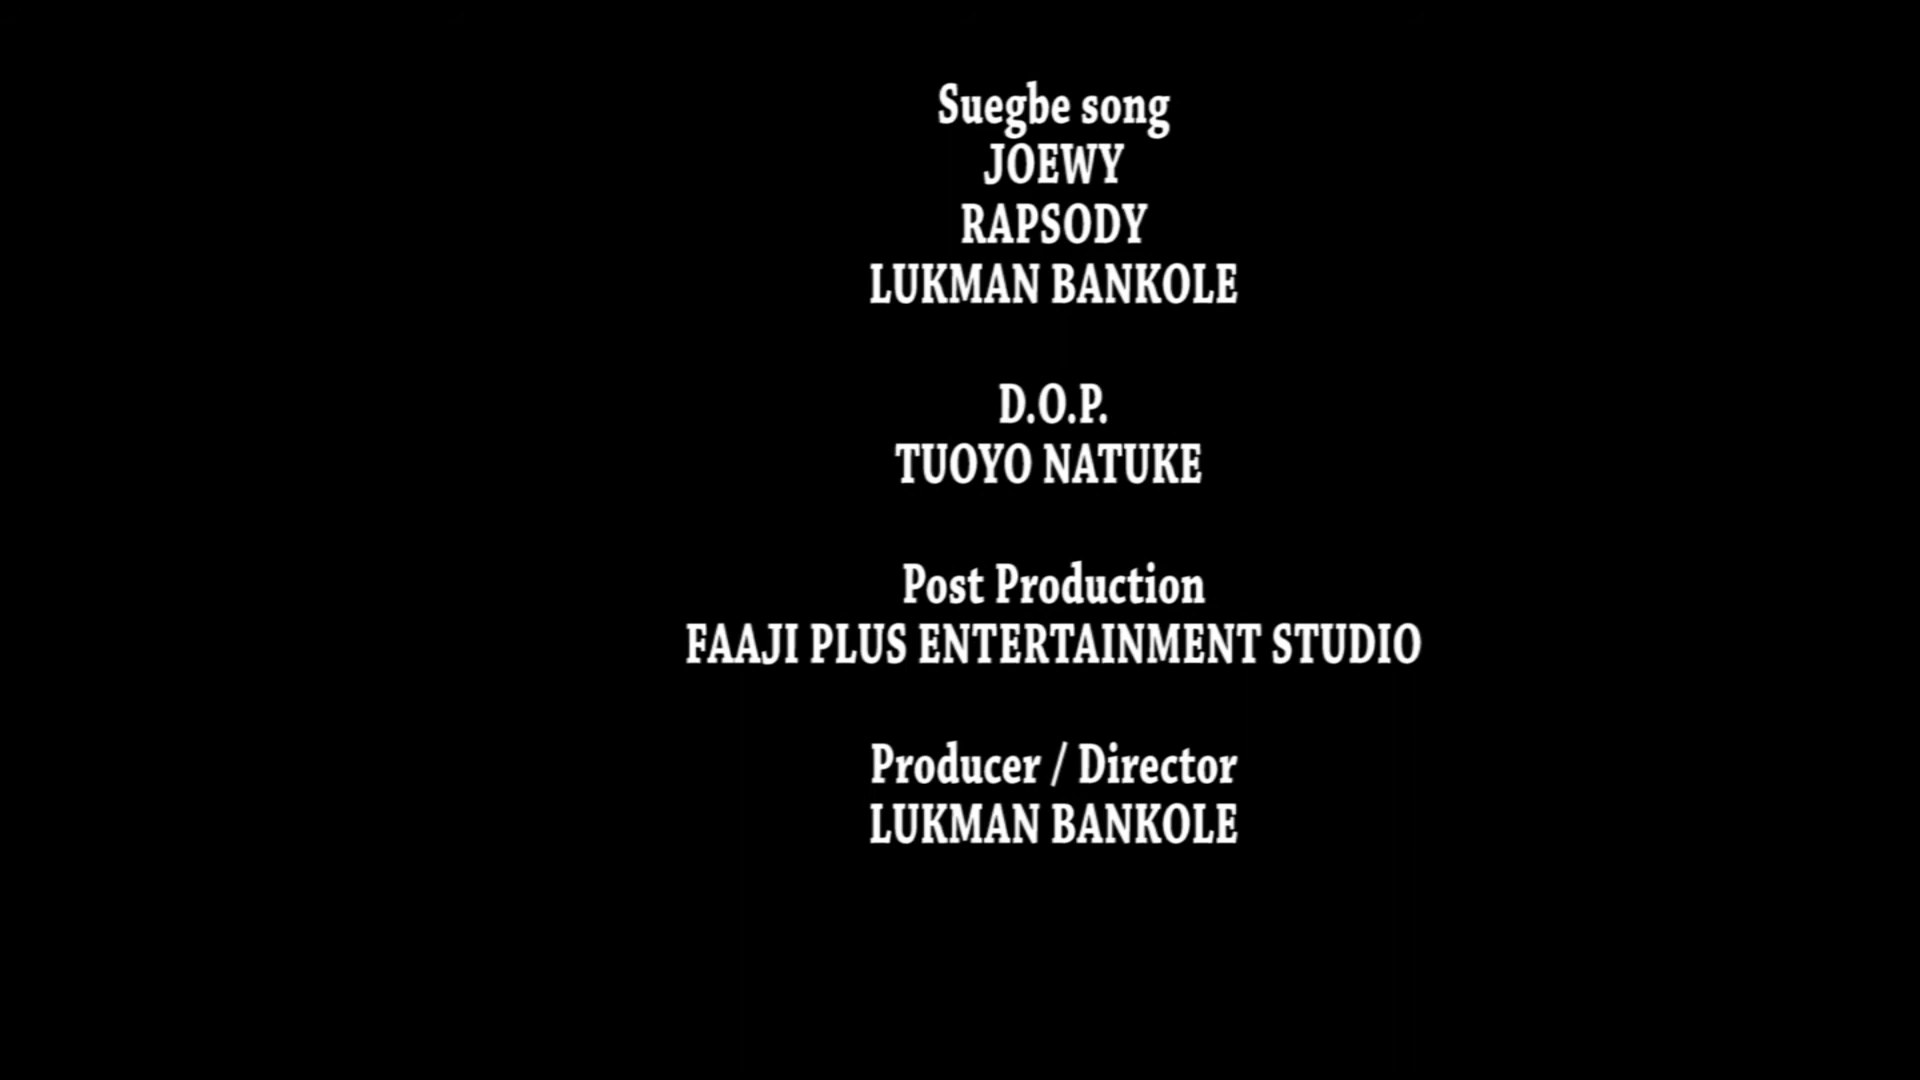 Suegbe song
JOEWY
RAPSODY
LUKMAN BANKOLE
D.O.P.
TUOYO NATUKE
Post Production
FAAJI PLUS ENTERTAINMENT STUDIO
Producer / Director
LUKMAN BANKOLE